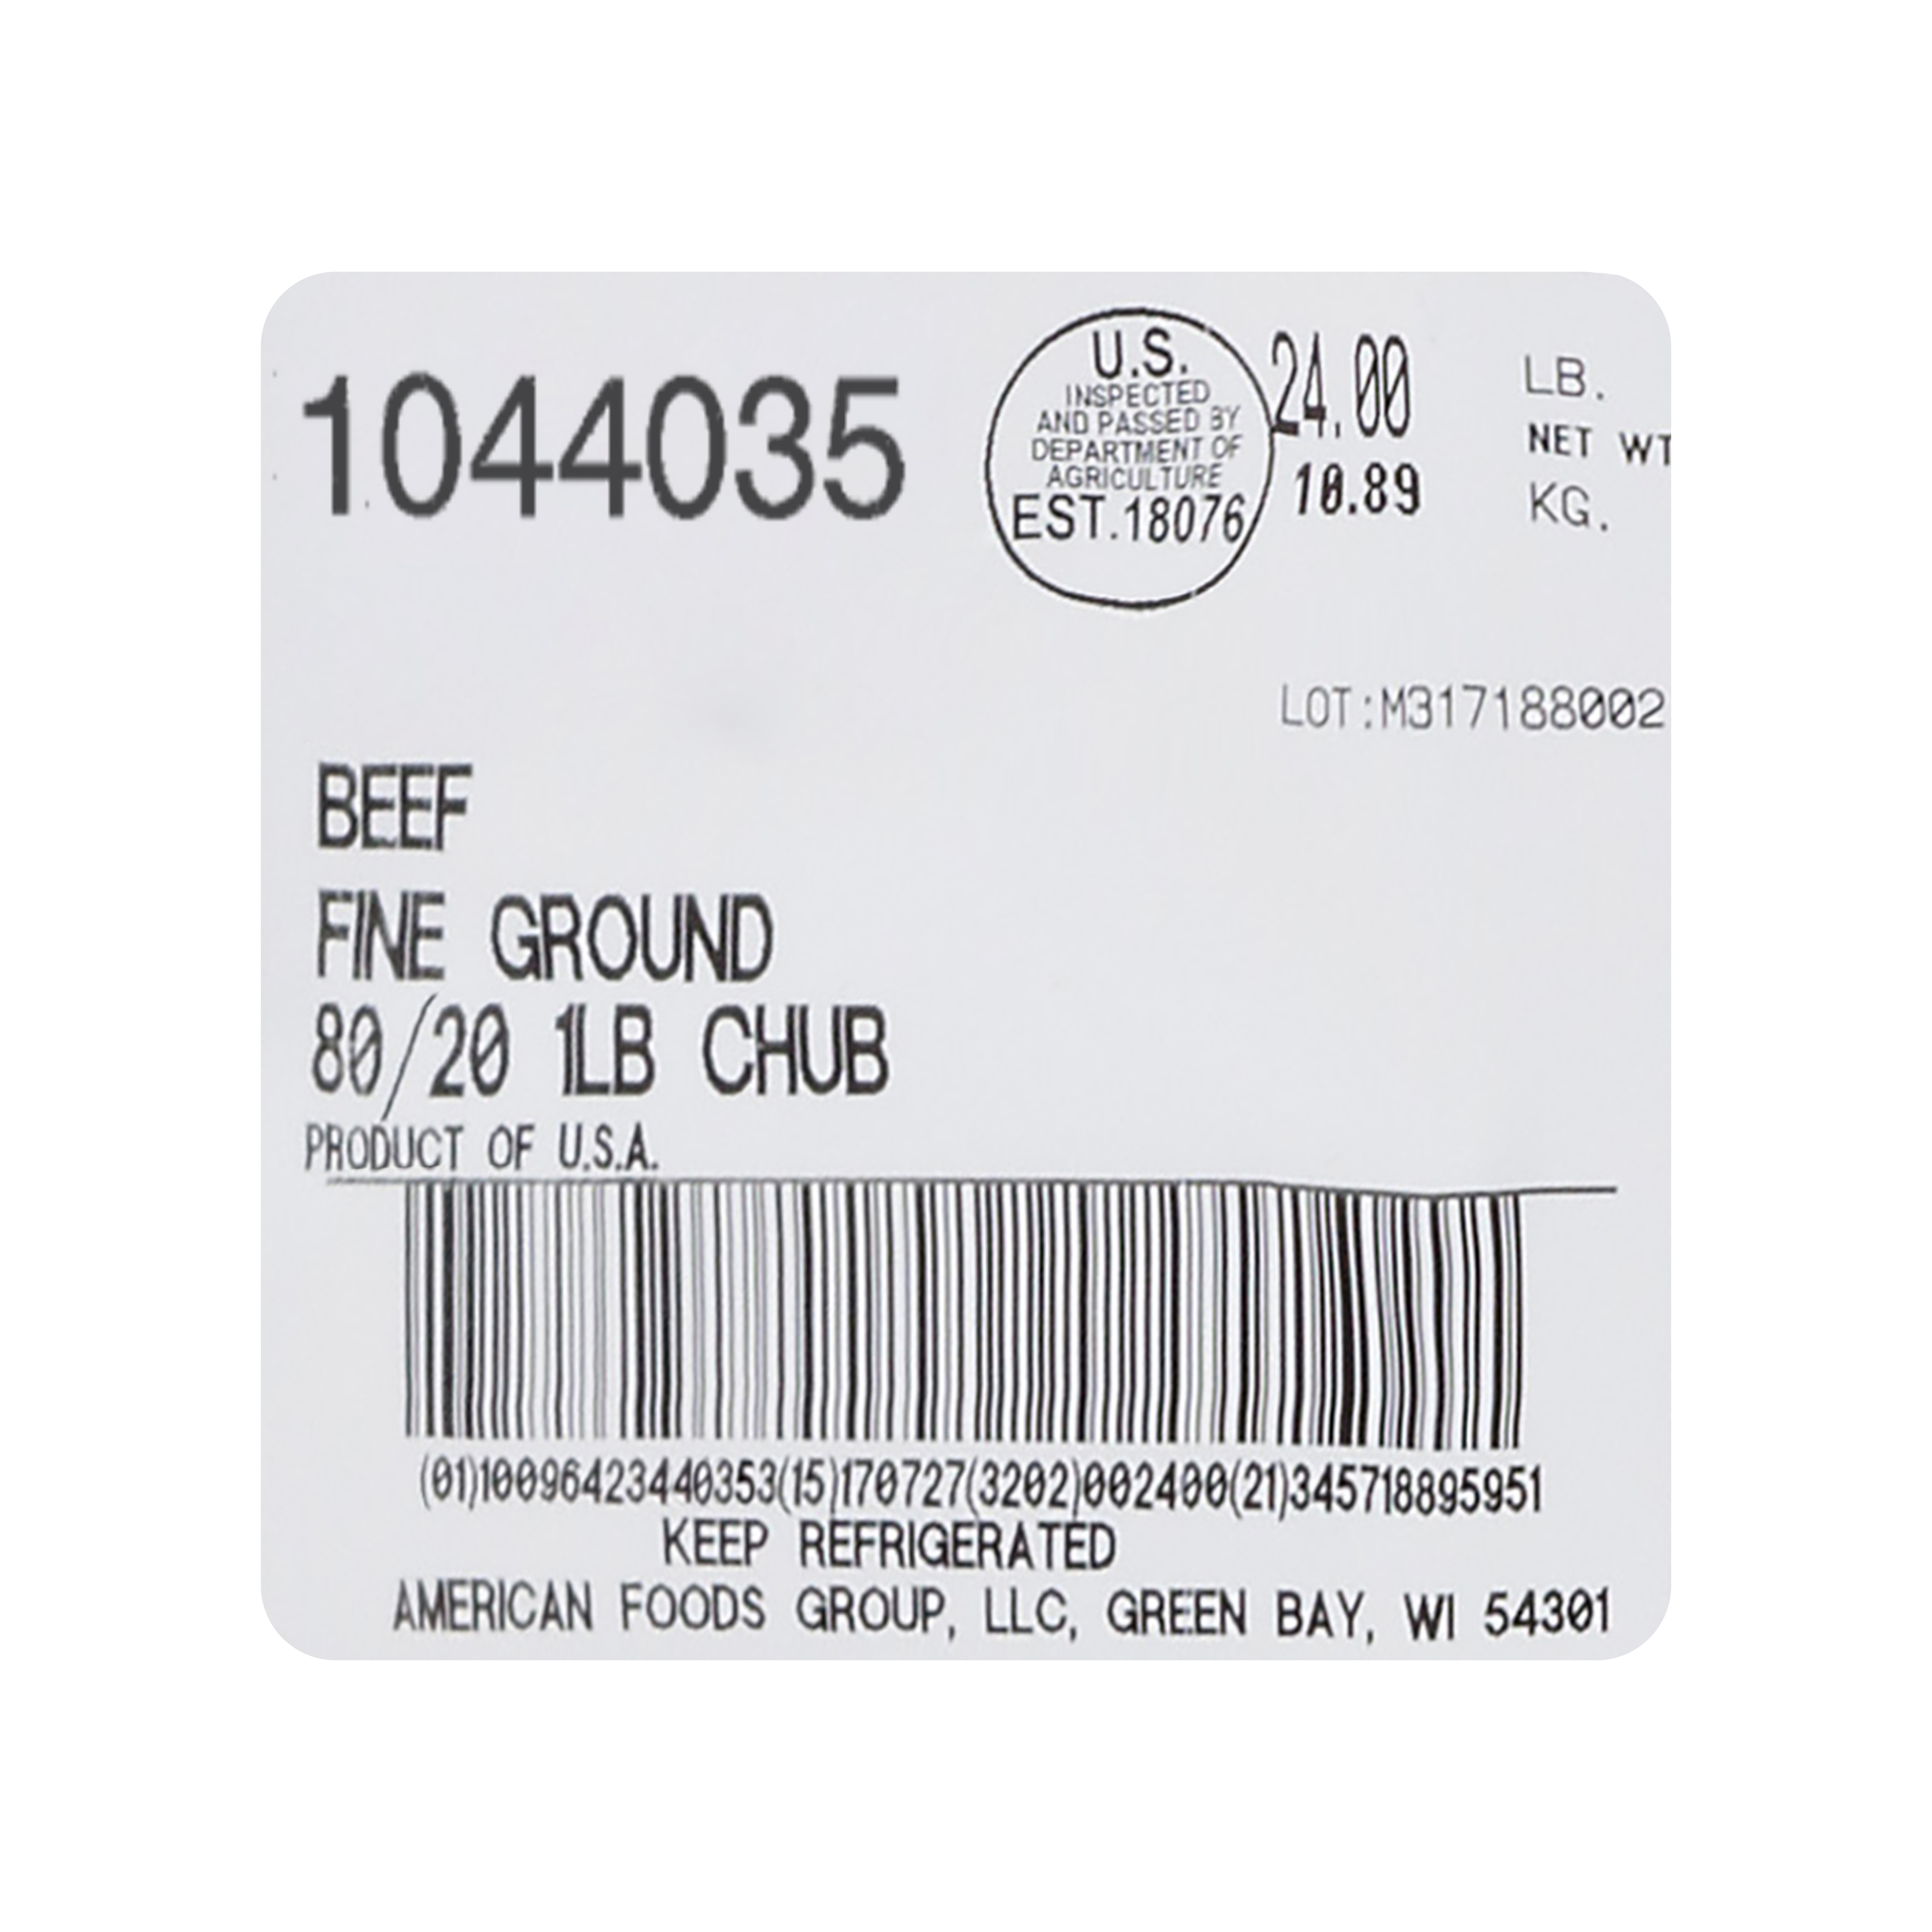 1044035
U.S.
INSPECTED
AND PASSED BY
DEPARTMENT OF
AGRICULTURE
EST.18076
24.00 LB.
NET WT
10.89 KG.
LOT:M317188002
BEEF
FINE GROUND
80/20 1LB CHUB
PRODUCT OF U.S.A.
(01)10096423440353(15)170727(3202)002400(21)345718895951
KEEP REFRIGERATED
AMERICAN FOODS GROUP, LLC, GREEN BAY, WI 54301